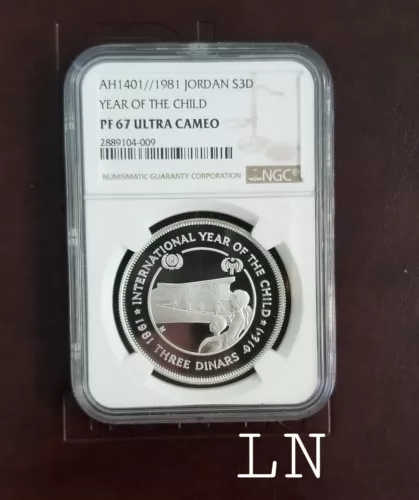 AH1401//1981 JORDAN S3D
YEAR OF THE CHILD
PF 67 ULTRA CAMEO
2889104-009
NUMISMATIC GUARANTY CORPORATION
NGC®
★ INTERNATIONAL YEAR OF THE CHILD ★
1981 THREE DINARS ١٤٠١
M
LN